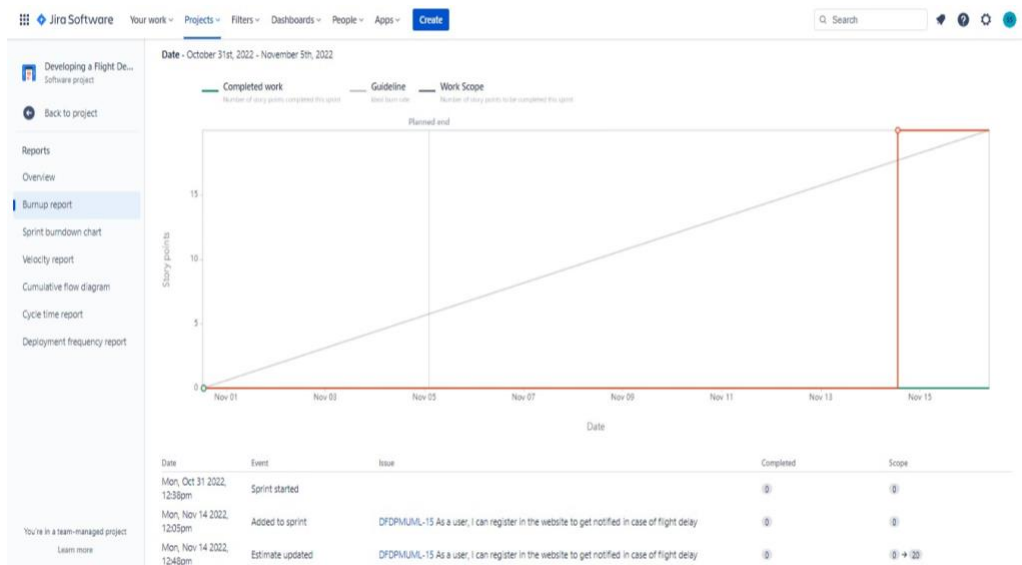 Jira Software Your work Projects Filters Dashboards People Apps Create Search
Date - October 31st, 2022 - November 5th, 2022
Developing a Flight De...
Software project
Back to project
Reports
Overview
Burnup report
Sprint burndown chart
Velocity report
Cumulative flow diagram
Cycle time report
Deployment frequency report
You're in a team-managed project
Learn more
Completed work Guideline Work Scope
Number of story points completed this sprint Ideal burn rate Number of story points to be completed this sprint
Planned end
15
10
5
0
Story points
Nov 01 Nov 03 Nov 05 Nov 07 Nov 09 Nov 11 Nov 13 Nov 15
Date
Date Event Issue Completed Scope
Mon, Oct 31 2022,
12:38pm Sprint started 0 0
Mon, Nov 14 2022,
12:05pm Added to sprint DFDPMUML-15 As a user, I can register in the website to get notified in case of flight delay 0 0
Mon, Nov 14 2022,
12:48pm Estimate updated DFDPMUML-15 As a user, I can register in the website to get notified in case of flight delay 0 0 → 20